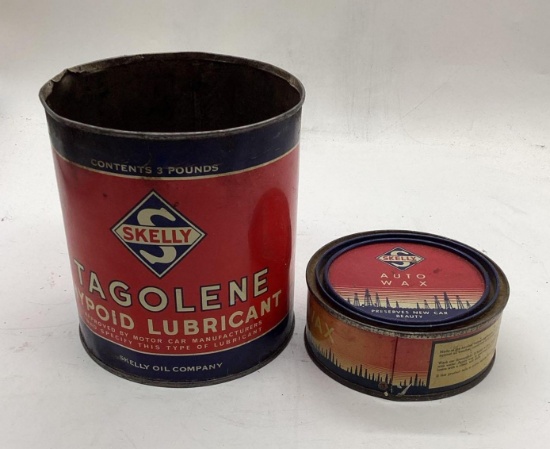 CONTENTS 3 POUNDS
S
SKELLY
TAGOLENE
YPOID LUBRICANT
PROVED BY MOTOR CAR MANUFACTURERS
SPECIFY THIS TYPE OF LUBRICANT
SKELLY OIL COMPANY
SKELLY
AUTO
WAX
PRESERVES NEW CAR
BEAUTY